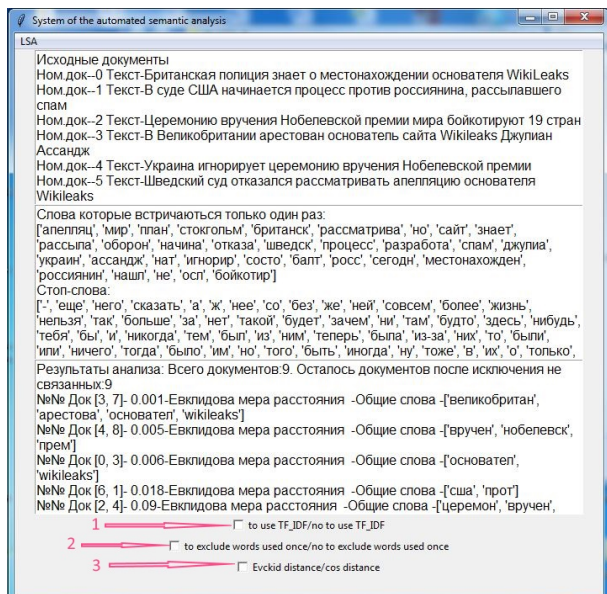 System of the automated semantic analysis
LSA
Исходные документы
Ном.док--0 Текст-Британская полиция знает о местонахождении основателя WikiLeaks
Ном.док--1 Текст-В суде США начинается процесс против россиянина, рассылавшего
спам
Ном.док--2 Текст-Церемонию вручения Нобелевской премии мира бойкотируют 19 стран
Ном.док--3 Текст-В Великобритании арестован основатель сайта Wikileaks Джулиан
Ассандж
Ном.док--4 Текст-Украина игнорирует церемонию вручения Нобелевской премии
Ном.док--5 Текст-Шведский суд отказался рассматривать апелляцию основателя
Wikileaks
Слова которые встричаються только один раз:
['апелляц', 'мир', 'план', 'стокгольм', 'британск', 'рассматрива', 'но', 'сайт', 'знает',
'рассыла', 'оборон', 'начина', 'отказа', 'шведск', 'процесс', 'разработа', 'спам', 'джулиа',
'украин', 'ассандж', 'нат', 'игнорир', 'состо', 'балт', 'росс', 'сегодн', 'местонахожден',
'россиянин', 'нашл', 'не', 'осл', 'бойкотир']
Стоп-слова:
['-', 'еще', 'него', 'сказать', 'а', 'ж', 'нее', 'со', 'без', 'же', 'ней', 'совсем', 'более', 'жизнь',
'нельзя', 'так', 'больше', 'за', 'нет', 'такой', 'будет', 'зачем', 'ни', 'там', 'будто', 'здесь', 'нибудь',
'тебя', 'бы', 'и', 'никогда', 'тем', 'был', 'из', 'ним', 'теперь', 'была', 'из-за', 'них', 'то', 'были',
'или', 'ничего', 'тогда', 'было', 'им', 'но', 'того', 'быть', 'иногда', 'ну', 'тоже', 'в', 'их', 'о', 'только',
Результаты анализа: Всего документов:9. Осталось документов после исключения не
связанных:9
№№ Док [3, 7]- 0.001-Евклидова мера расстояния  -Общие слова -['великобритан',
'арестова', 'основател', 'wikileaks']
№№ Док [4, 8]- 0.005-Евклидова мера расстояния  -Общие слова -['вручен', 'нобелевск',
'прем']
№№ Док [0, 3]- 0.006-Евклидова мера расстояния  -Общие слова -['основател',
'wikileaks']
№№ Док [6, 1]- 0.018-Евклидова мера расстояния  -Общие слова -['сша', 'прот']
№№ Док [2, 4]- 0.09-Евклидова мера расстояния  -Общие слова -['церемон', 'вручен',
1 to use TF_IDF/no to use TF_IDF
2 to exclude words used once/no to exclude words used once
3 Evckid distance/cos distance